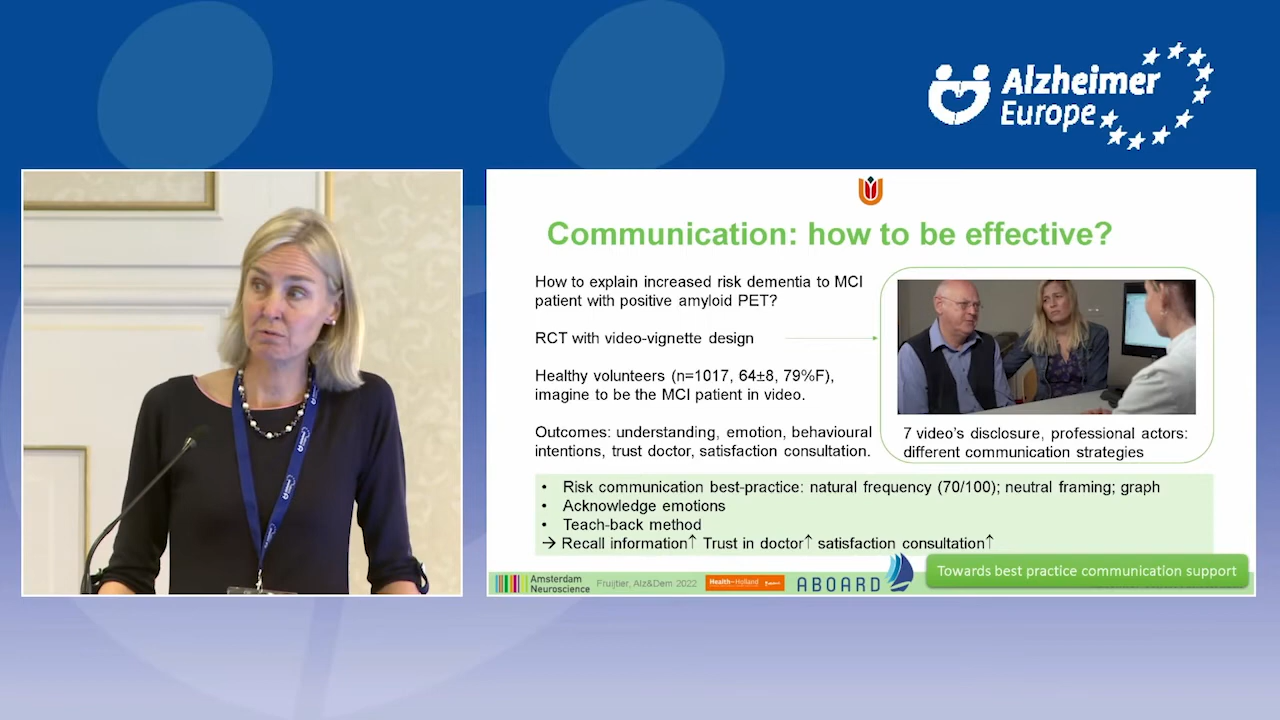 Alzheimer
Europe
Communication: how to be effective?
How to explain increased risk dementia to MCI
patient with positive amyloid PET?
RCT with video-vignette design
Healthy volunteers (n=1017, 64±8, 79%F),
imagine to be the MCI patient in video.
Outcomes: understanding, emotion, behavioural
intentions, trust doctor, satisfaction consultation.
7 video's disclosure, professional actors:
different communication strategies
• Risk communication best-practice: natural frequency (70/100); neutral framing; graph
• Acknowledge emotions
• Teach-back method
→ Recall information↑ Trust in doctor↑ satisfaction consultation↑
Amsterdam
Neuroscience
Fruijtier, Alz&Dem 2022
Health~Holland
ABOARD
Towards best practice communication support